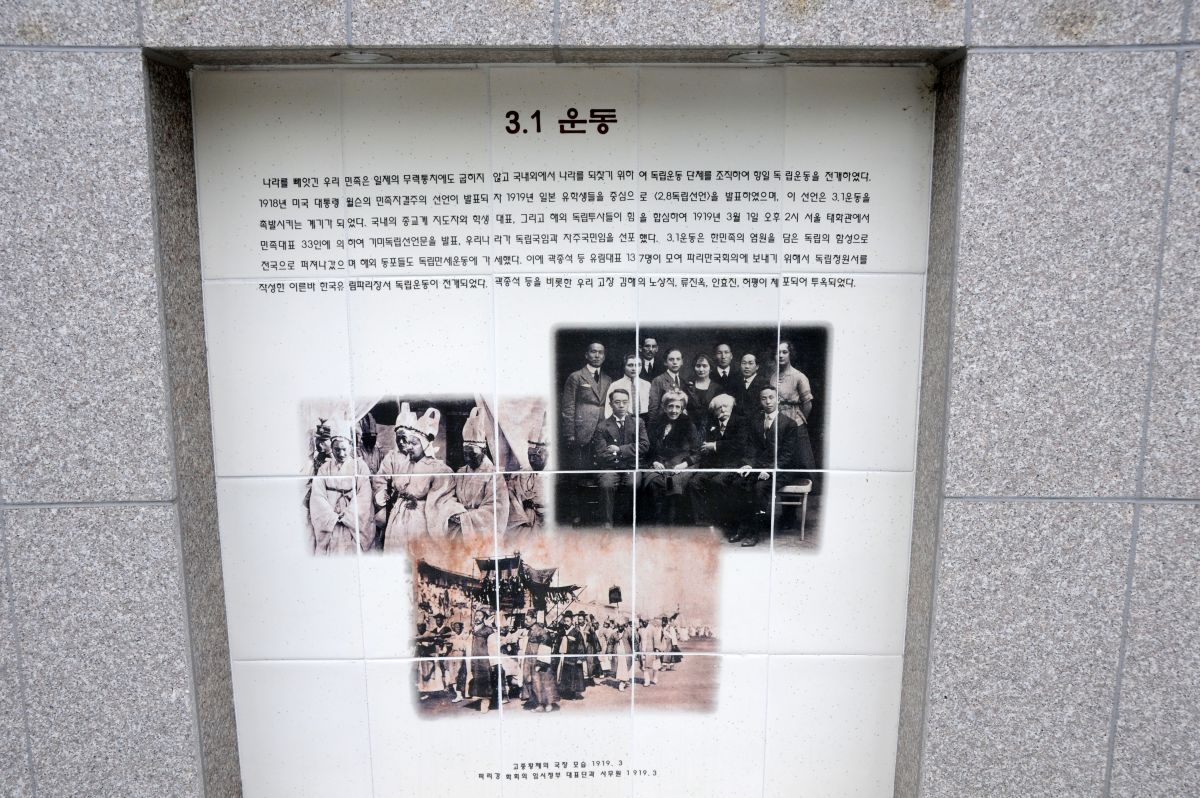 3.1 운동
나라를 빼앗긴 우리 민족은 일제의 무력통치에도 굽히지 않고 국내외에서 나라를 되찾기 위하여 독립운동 단체를 조직하여 항일 독립운동을 전개하였다.
1918년 미국 대통령 윌슨의 민족자결주의 선언이 발표되자 1919년 일본 유학생들을 중심으로 <2.8독립선언>을 발표하였으며, 이 선언은 3.1운동을
촉발시키는 계기가 되었다. 국내의 종교계 지도자와 학생 대표, 그리고 해외 독립투사들이 힘을 합심하여 1919년 3월 1일 오후 2시 서울 태학관에서
민족대표 33인에 의하여 기미독립선언문을 발표, 우리나라가 독립국임과 자주국민임을 선포했다. 3.1운동은 한민족의 염원을 담은 독립의 함성으로
전국으로 퍼져나갔으며 해외 동포들도 독립만세운동에 가세했다. 이에 곽종석 등 유림대표 137명이 모여 파리만국회의에 보내기 위해서 독립청원서를
작성한 이른바 한국유림파리장서 독립운동이 전개되었다. 곽종석 등을 비롯한 우리 고장 김해의 노상직, 류진옥, 안효진, 허평이 체포되어 투옥되었다.
고종황제의 국장 모습 1919. 3
파리강 회회의 임시정부 대표단과 사무원 1919.3